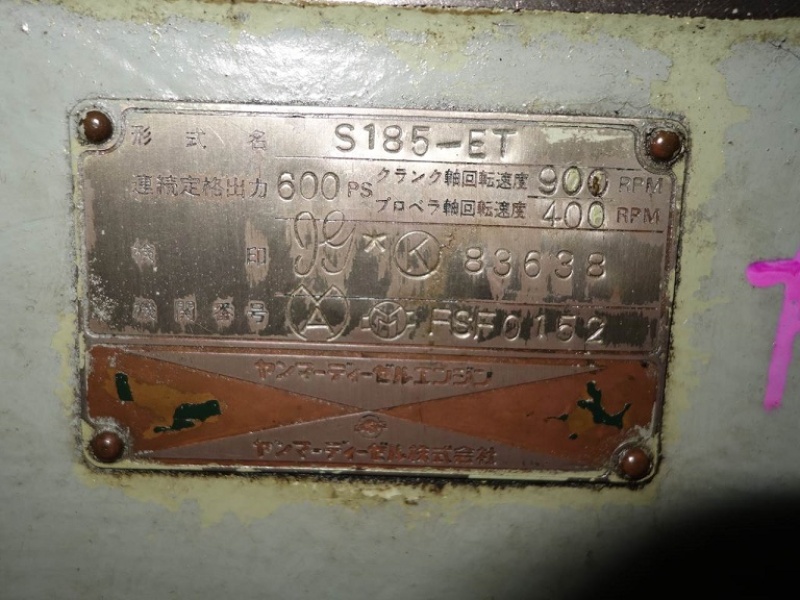 形式名 S185-ET
連続定格出力 600 PS クランク軸回転速度 900 RPM
プロペラ軸回転速度 400 RPM
検印 K 83638
機関番号 M FSF0152
ヤンマーディーゼルエンジン
ヤンマーディーゼル株式会社